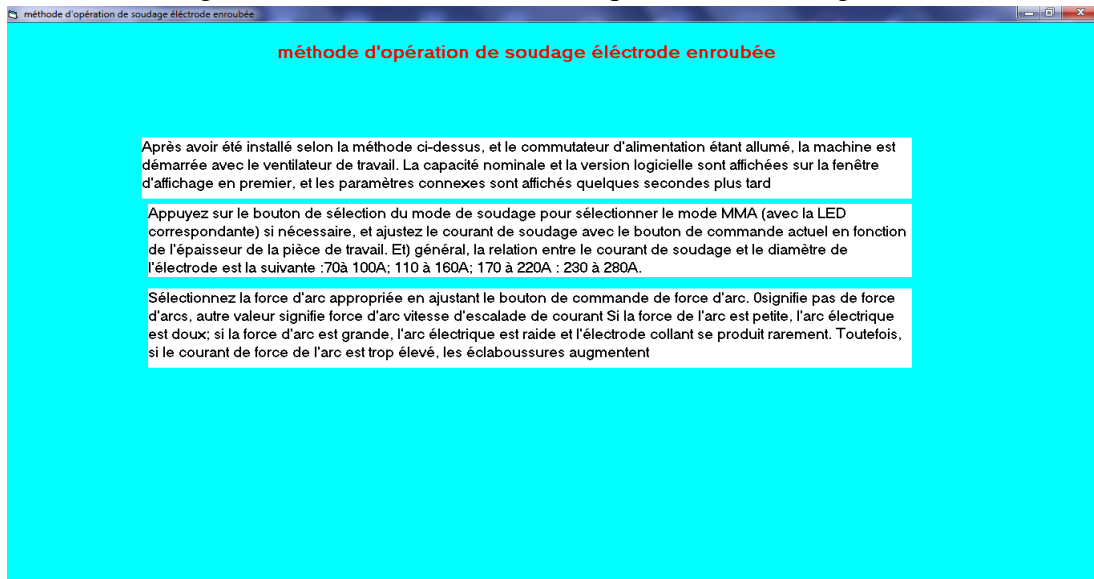 méthode d'opération de soudage éléctrode enroubée
méthode d'opération de soudage éléctrode enroubée
Après avoir été installé selon la méthode ci-dessus, et le commutateur d'alimentation étant allumé, la machine est
démarrée avec le ventilateur de travail. La capacité nominale et la version logicielle sont affichées sur la fenêtre
d'affichage en premier, et les paramètres connexes sont affichés quelques secondes plus tard
Appuyez sur le bouton de sélection du mode de soudage pour sélectionner le mode MMA (avec la LED
correspondante) si nécessaire, et ajustez le courant de soudage avec le bouton de commande actuel en fonction
de l'épaisseur de la pièce de travail. Et) général, la relation entre le courant de soudage et le diamètre de
l'électrode est la suivante :70à 100A; 110 à 160A; 170 à 220A : 230 à 280A.
Sélectionnez la force d'arc appropriée en ajustant le bouton de commande de force d'arc. 0signifie pas de force
d'arcs, autre valeur signifie force d'arc vitesse d'escalade de courant Si la force de l'arc est petite, l'arc électrique
est doux; si la force d'arc est grande, l'arc électrique est raide et l'électrode collant se produit rarement. Toutefois,
si le courant de force de l'arc est trop élevé, les éclaboussures augmentent